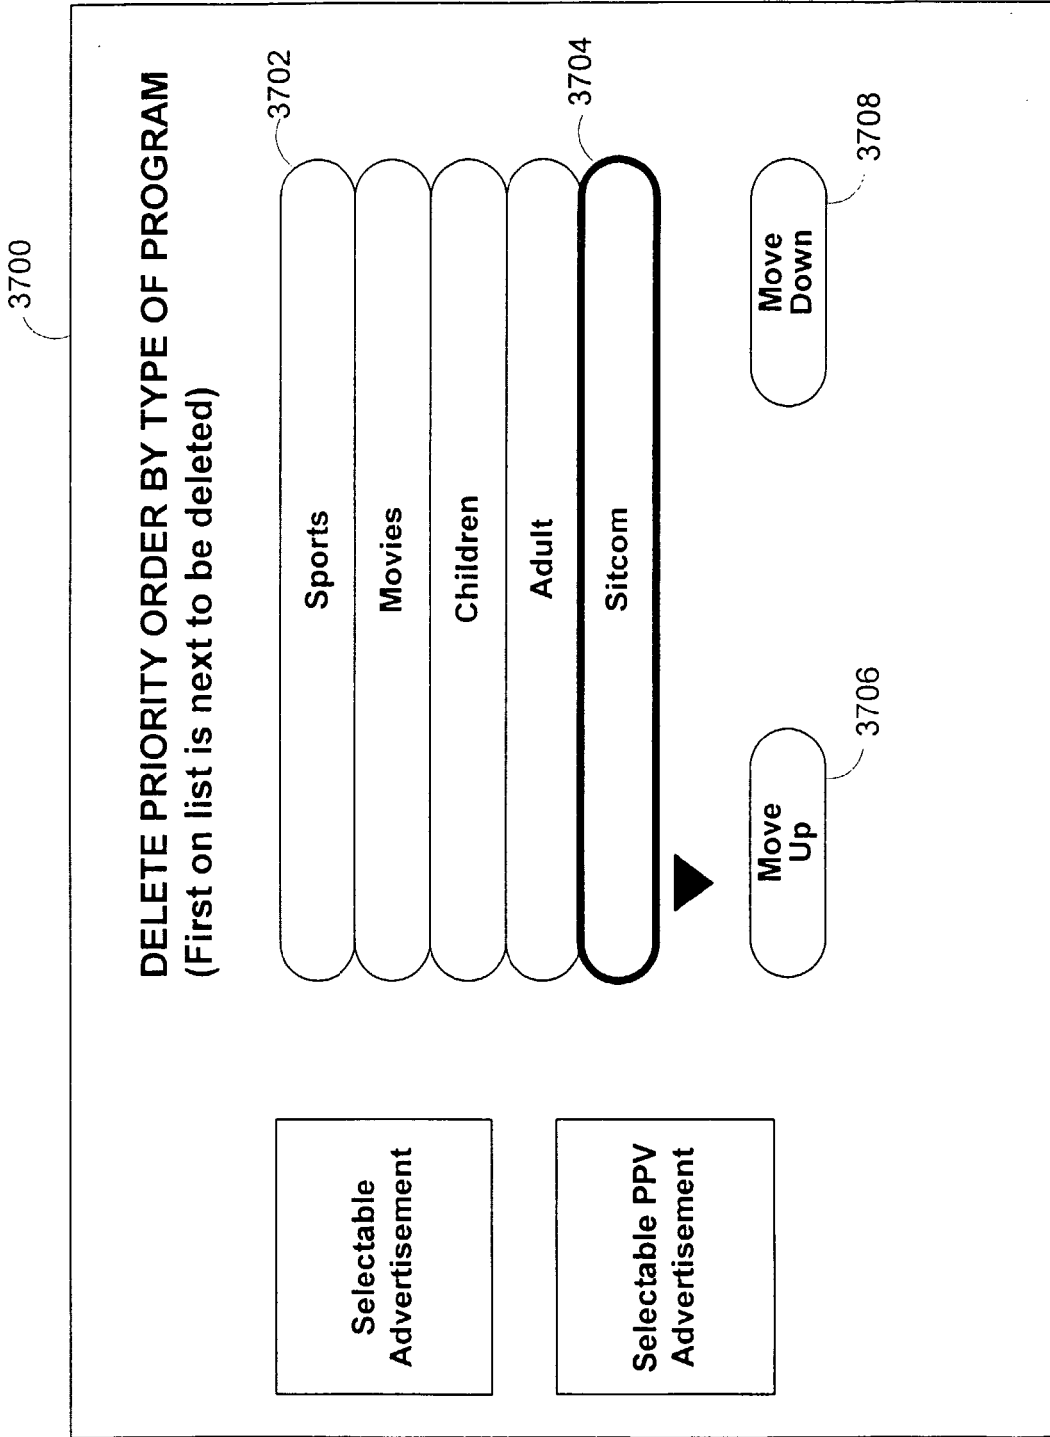 3700
DELETE PRIORITY ORDER BY TYPE OF PROGRAM
(First on list is next to be deleted)
Selectable
Advertisement
Selectable PPV
Advertisement
3702
Sports
Movies
Children
Adult
3704
Sitcom
Move
Up
3706
Move
Down
3708